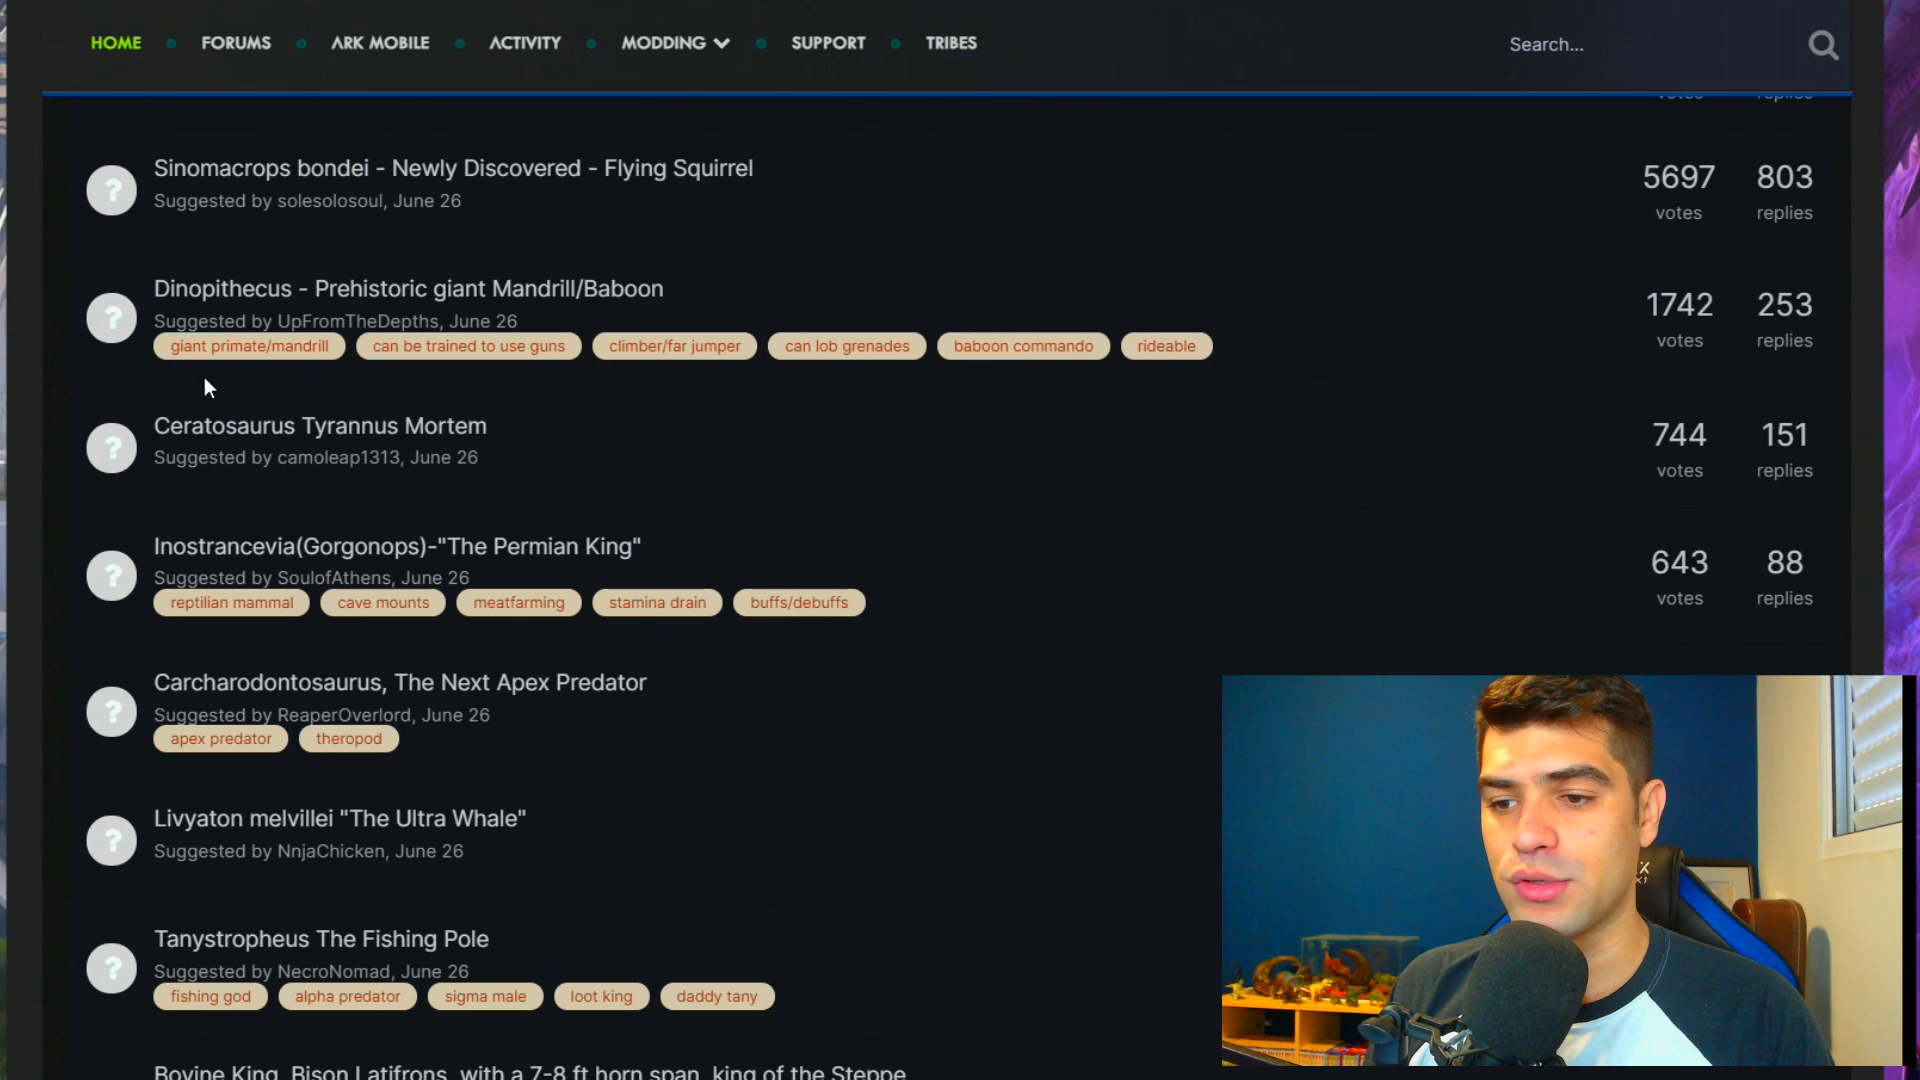 HOME FORUMS ARK MOBILE ACTIVITY MODDING SUPPORT TRIBES Search...
votes replies
Sinomacrops bondei - Newly Discovered - Flying Squirrel
Suggested by solesolosoul, June 26
5697 803
votes replies
Dinopithecus - Prehistoric giant Mandrill/Baboon
Suggested by UpFromTheDepths, June 26
giant primate/mandrill can be trained to use guns climber/far jumper can lob grenades baboon commando rideable
1742 253
votes replies
Ceratosaurus Tyrannus Mortem
Suggested by camoleap1313, June 26
744 151
votes replies
Inostrancevia(Gorgonops)-"The Permian King"
Suggested by SoulofAthens, June 26
reptilian mammal cave mounts meatfarming stamina drain buffs/debuffs
643 88
votes replies
Carcharodontosaurus, The Next Apex Predator
Suggested by ReaperOverlord, June 26
apex predator theropod
Livyaton melvillei "The Ultra Whale"
Suggested by NnjaChicken, June 26
Tanystropheus The Fishing Pole
Suggested by NecroNomad, June 26
fishing god alpha predator sigma male loot king daddy tany
Bovine King, Bison Latifrons, with a 7-8 ft horn span, king of the Steppe